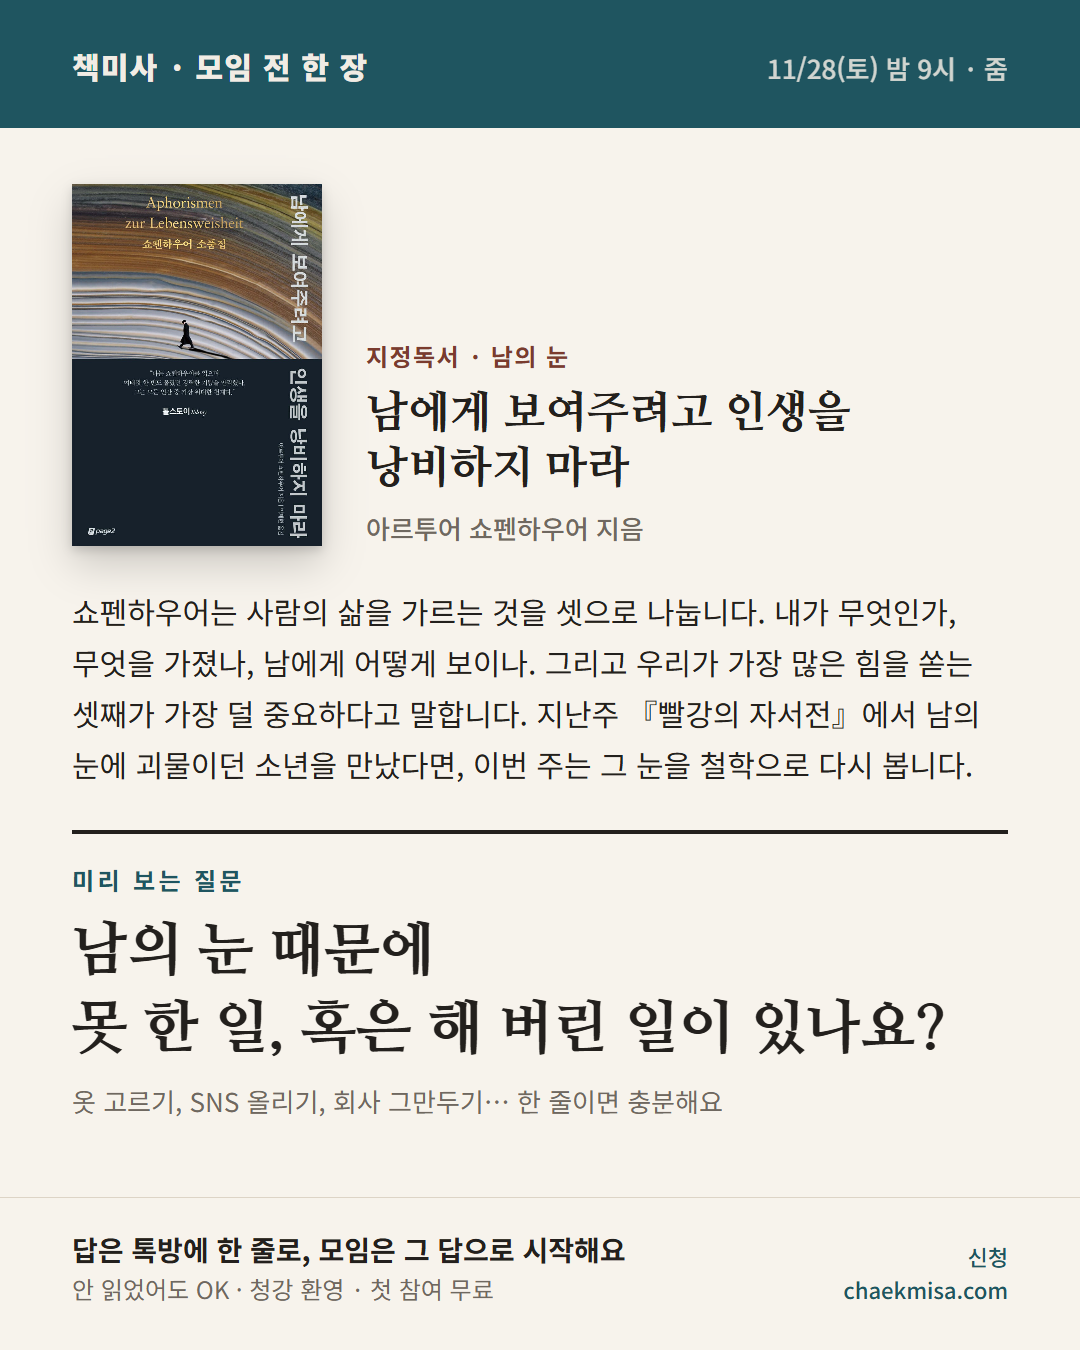 책미사 · 모임 전 한 장
11/28(토) 밤 9시 · 줌
Aphorismen
zur Lebensweisheit
쇼펜하우어 소품집
남에게 보여주려고 인생을 낭비하지 마라
톨스토이
page2
지정독서 · 남의 눈
남에게 보여주려고 인생을
낭비하지 마라
아르투어 쇼펜하우어 지음
쇼펜하우어는 사람의 삶을 가르는 것을 셋으로 나눕니다. 내가 무엇인가,
무엇을 가졌나, 남에게 어떻게 보이나. 그리고 우리가 가장 많은 힘을 쏟는
셋째가 가장 덜 중요하다고 말합니다. 지난주 『빨강의 자서전』에서 남의
눈에 괴물이던 소년을 만났다면, 이번 주는 그 눈을 철학으로 다시 봅니다.
미리 보는 질문
남의 눈 때문에
못 한 일, 혹은 해 버린 일이 있나요?
옷 고르기, SNS 올리기, 회사 그만두기… 한 줄이면 충분해요
답은 톡방에 한 줄로, 모임은 그 답으로 시작해요
안 읽었어도 OK · 청강 환영 · 첫 참여 무료
신청
chaekmisa.com